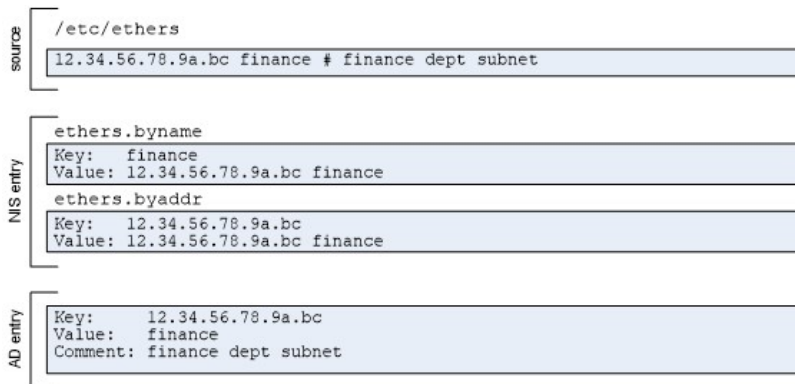 source
/etc/ethers
12.34.56.78.9a.bc finance # finance dept subnet
NIS entry
ethers.byname
Key: finance
Value: 12.34.56.78.9a.bc finance
ethers.byaddr
Key: 12.34.56.78.9a.bc
Value: 12.34.56.78.9a.bc finance
AD entry
Key: 12.34.56.78.9a.bc
Value: finance
Comment: finance dept subnet